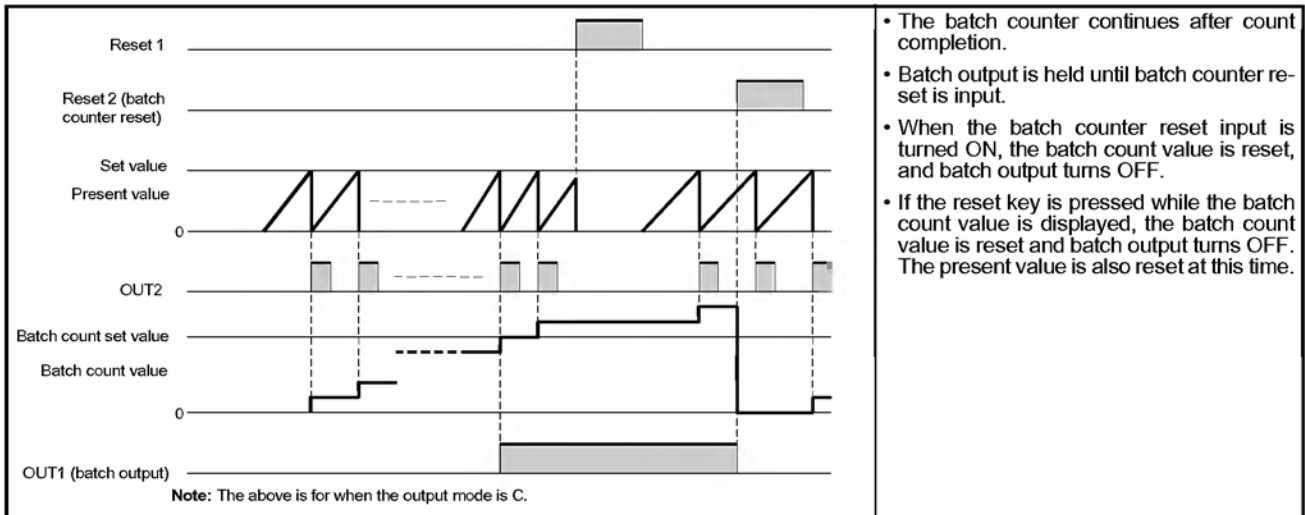 Reset 1
Reset 2 (batch
counter reset)
Set value
Present value
0
OUT2
Batch count set value
Batch count value
0
OUT1 (batch output)
Note: The above is for when the output mode is C.
• The batch counter continues after count
completion.
• Batch output is held until batch counter re-
set is input.
• When the batch counter reset input is
turned ON, the batch count value is reset,
and batch output turns OFF.
• If the reset key is pressed while the batch
count value is displayed, the batch count
value is reset and batch output turns OFF.
The present value is also reset at this time.